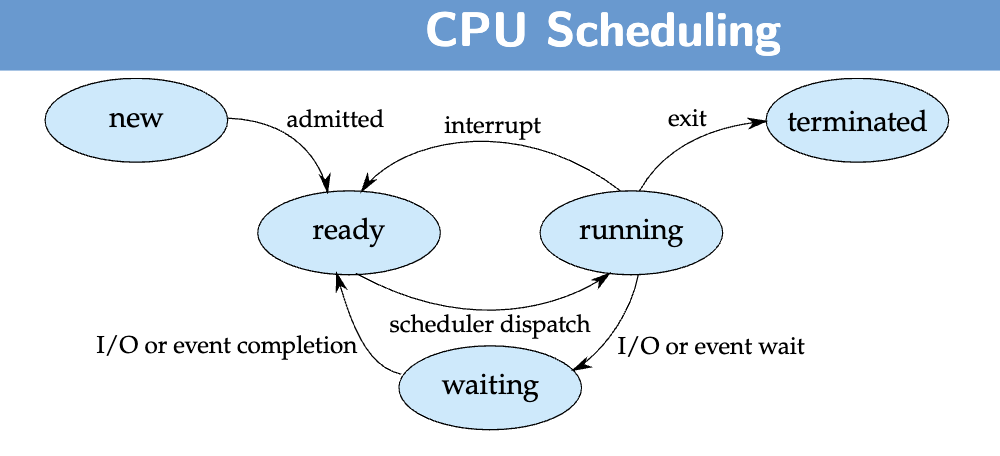 CPU Scheduling
new
admitted
interrupt
exit
terminated
ready
running
scheduler dispatch
I/O or event completion
I/O or event wait
waiting